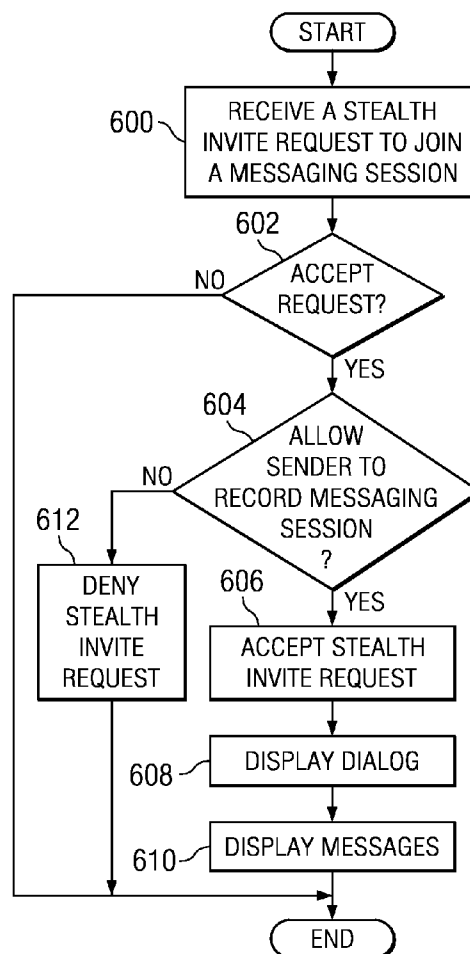 START
600
RECEIVE A STEALTH
INVITE REQUEST TO JOIN
A MESSAGING SESSION
602
NO
ACCEPT
REQUEST?
YES
604
NO
ALLOW
SENDER TO
RECORD MESSAGING
SESSION
?
YES
612
DENY
STEALTH
INVITE
REQUEST
606
ACCEPT STEALTH
INVITE REQUEST
608
DISPLAY DIALOG
610
DISPLAY MESSAGES
END